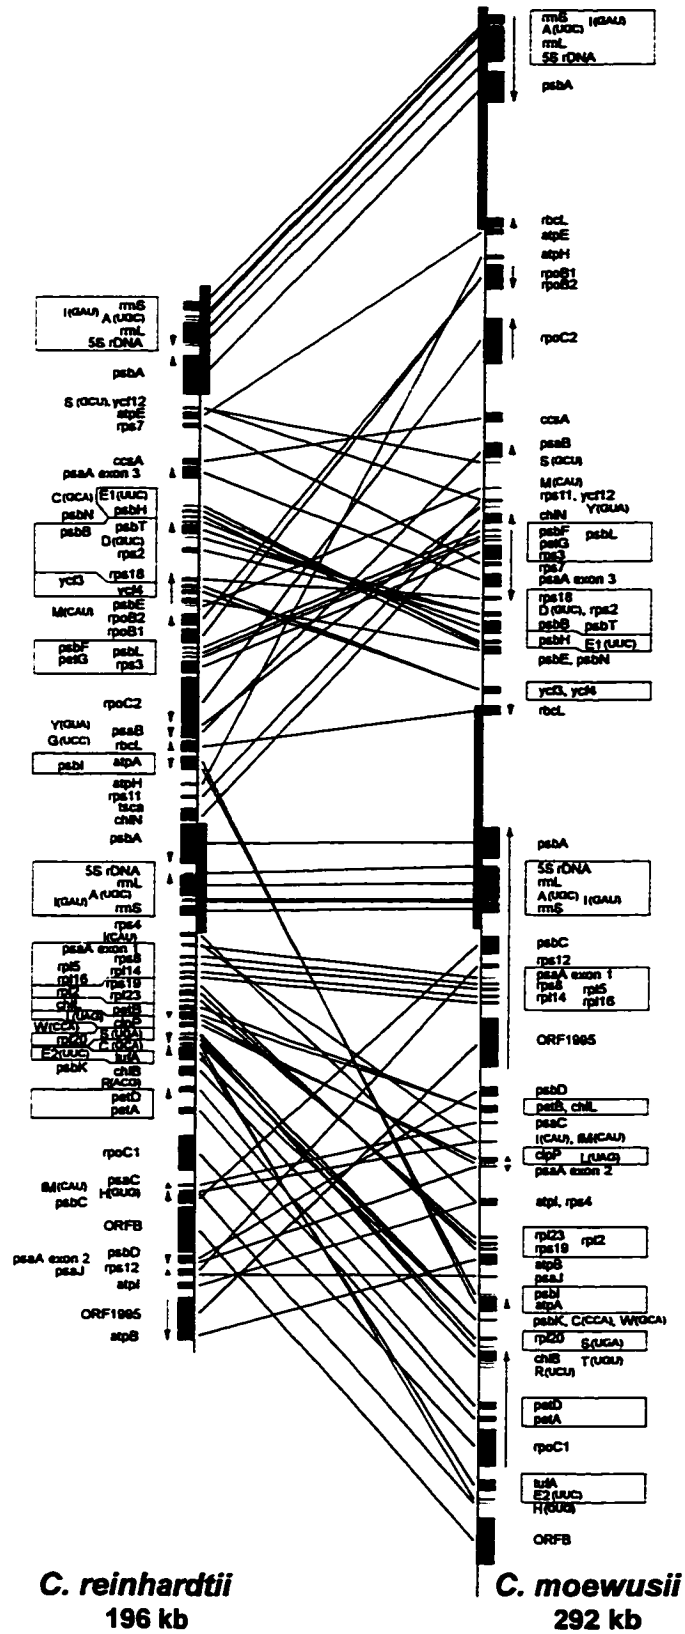 rrnS
I(GAU) A(UGC)
rrnL
5S rDNA
psbA
S(GCU), ycf12
atpE
rps7
ccsA
psaA exon 3
C(GCA) E1(UUC)
psbN psbH
psbB psbT
D(GUC)
rps2
ycf3 rps18
ycf4
M(CAU) psbE
rpoB2
rpoB1
psbF psbL
petG rps3
rpoC2
Y(GUA) psaB
G(UCC) rbcL
psbI atpA
atpH
rps11
tsca
chlN
psbA
5S rDNA
rrnL
I(GAU) A(UGC)
rrnS
rps4
I(CAU)
psaA exon 1
rps8
rpl5 rpl14
rpl16 rps19
rpl2 rpl23
chlL petB
L(UAG) clpP
W(CCA) S(UGA)
rpl20 C(GCA)
E2(UUC) tufA
psbK chlB
R(ACG)
petD
petA
rpoC1
fM(CAU) psaC
psbC H(GUG)
ORFB
psaA exon 2 psbD
psaJ rps12
atpI
ORF1995
atpB
C. reinhardtii
196 kb
rrnS I(GAU)
A(UGC)
rrnL
5S rDNA
psbA
rbcL
atpE
atpH
rpoB1
rpoB2
rpoC2
ccsA
psaB
S(GCU)
M(CAU)
rps11, ycf12
chlN Y(GUA)
psbF psbL
petG
rps3
rps7
psaA exon 3
rps18
D(GUC), rps2
psbB psbT
psbH E1(UUC)
psbE, psbN
ycf3, ycf4
rbcL
psbA
5S rDNA
rrnL
A(UGC) I(GAU)
rrnS
psbC
rps12
psaA exon 1
rps8 rpl5
rpl14 rpl16
ORF1995
psbD
petB, chlL
psaC
I(CAU), fM(CAU)
clpP L(UAG)
psaA exon 2
atpI, rps4
rpl23 rpl2
rps19
atpB
psaJ
psbI
atpA
psbK, C(CCA), W(GCA)
rpl20 S(UGA)
chlB T(UGU)
R(UCU)
petD
petA
rpoC1
tufA
E2(UUC)
H(GUG)
ORFB
C. moewusii
292 kb